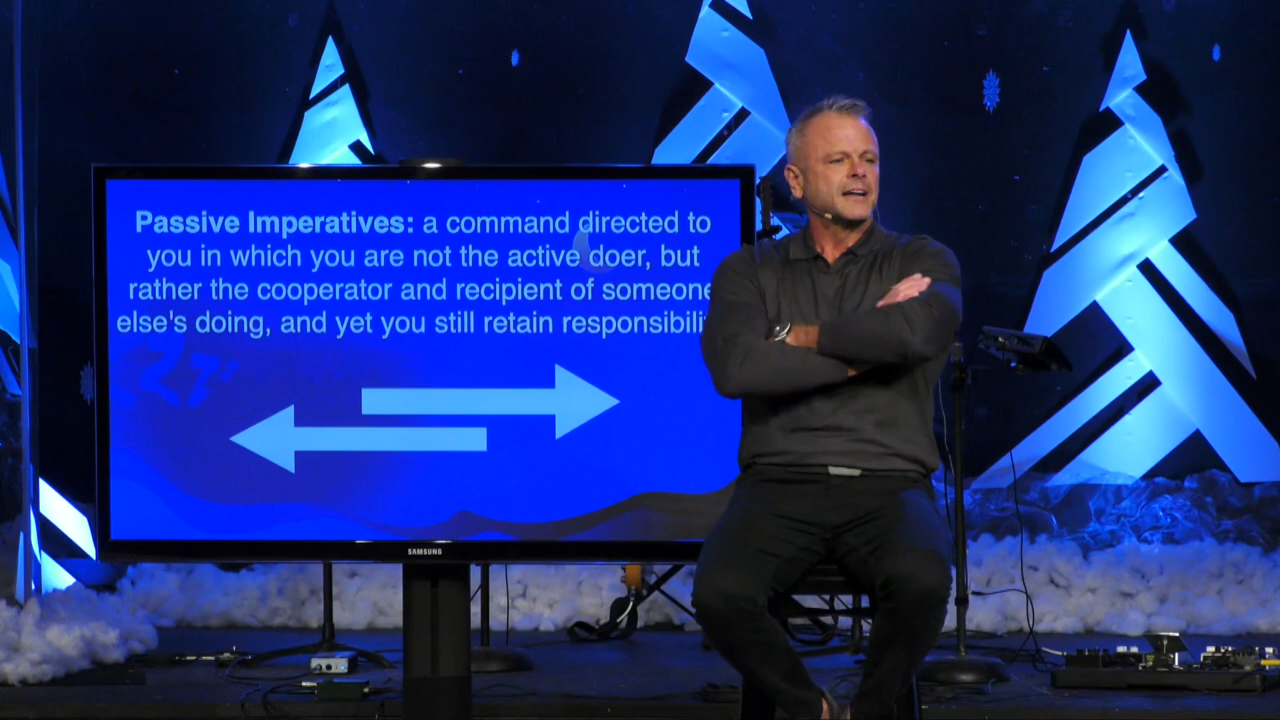 Passive Imperatives: a command directed to
you in which you are not the active doer, but
rather the cooperator and recipient of someone
else's doing, and yet you still retain
SAMSUNG